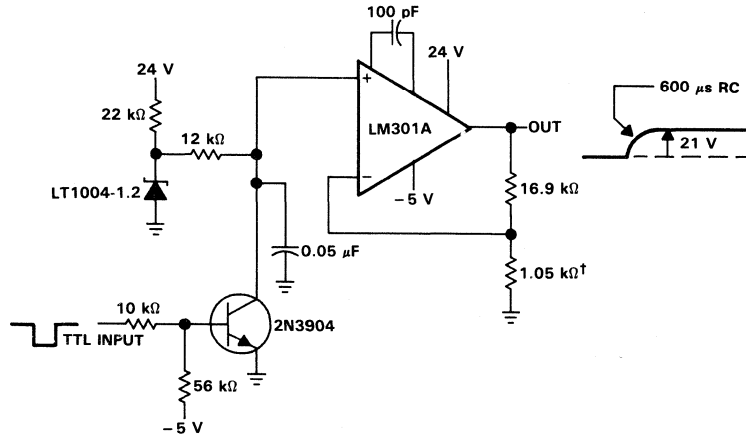 100 pF
24 V
24 V
600 μs RC
22 kΩ
+
LM301A
OUT
12 kΩ
21 V
LT1004-1.2
−
−5 V
16.9 kΩ
0.05 μF
1.05 kΩ†
10 kΩ
2N3904
TTL INPUT
56 kΩ
−5 V